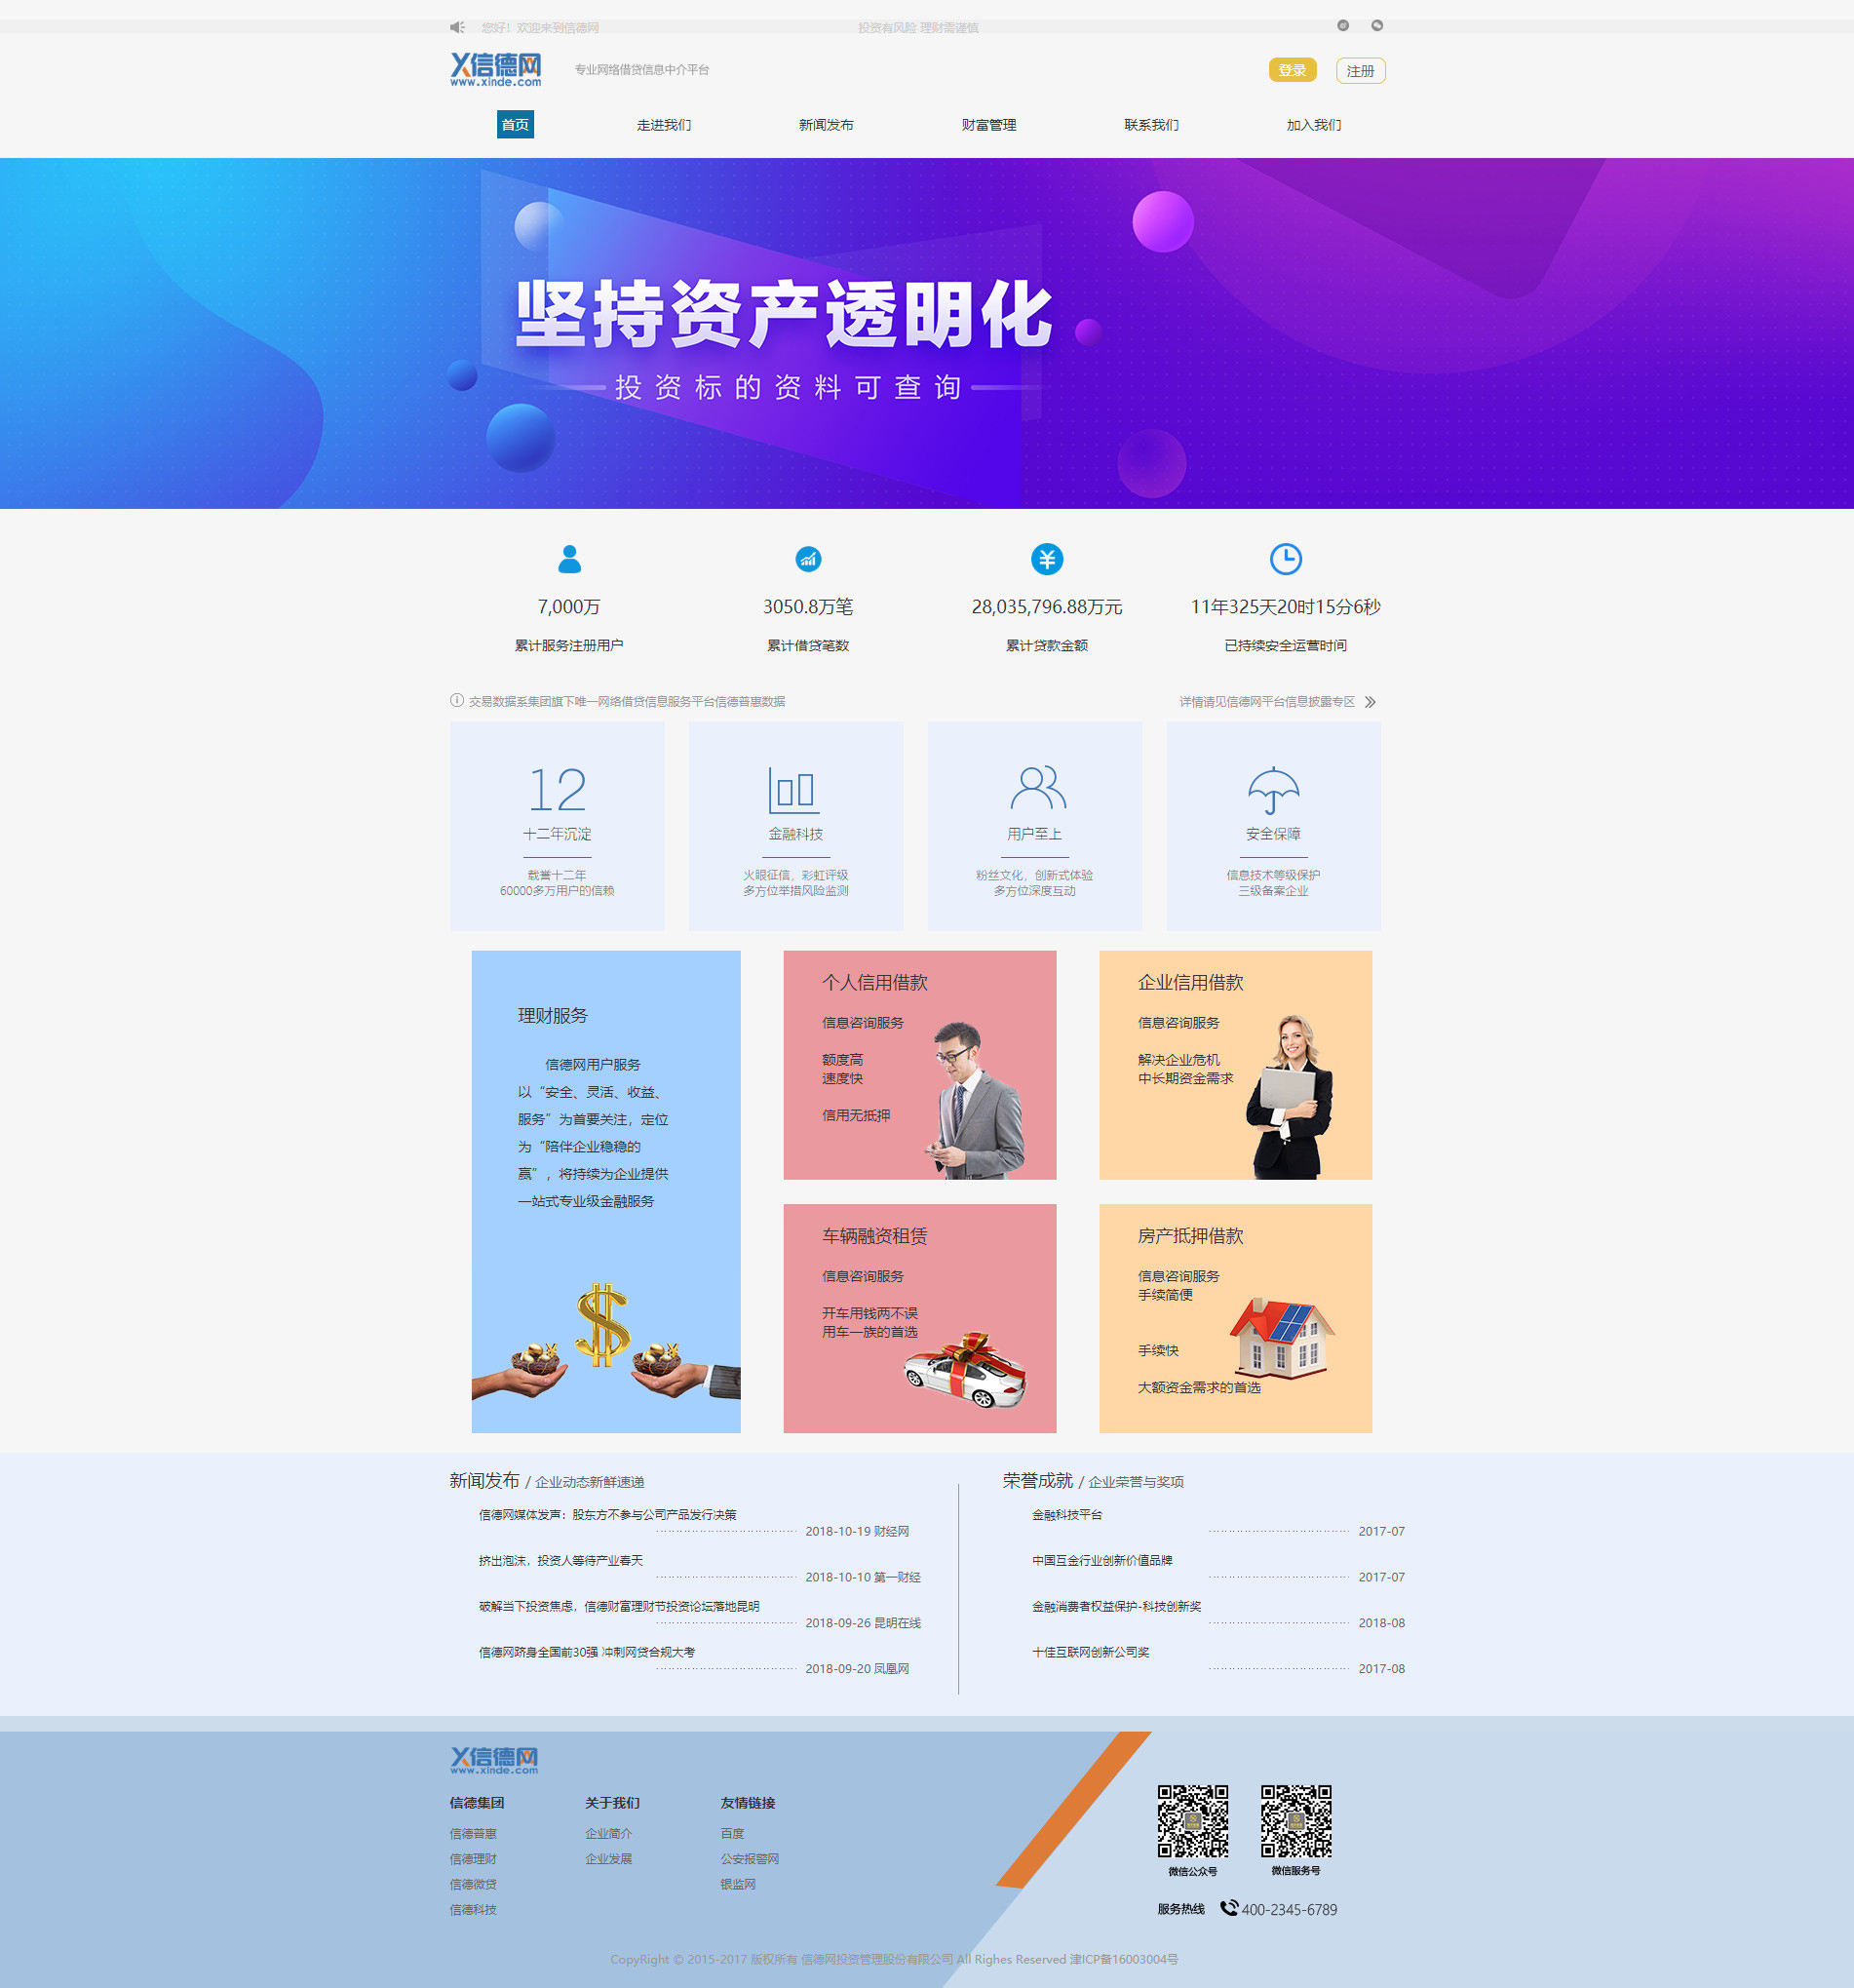 您好！欢迎来到信德网
投资有风险 理财需谨慎
X信德网
www.xinde.com
专业网络借贷信息中介平台
登录
注册
首页
走进我们
新闻发布
财富管理
联系我们
加入我们
坚持资产透明化
投资标的资料可查询
7,000万
3050.8万笔
28,035,796.88万元
11年325天20时15分6秒
累计服务注册用户
累计借贷笔数
累计贷款金额
已持续安全运营时间
交易数据系集团旗下唯一网络借贷信息服务平台信德普惠数据
详情请见信德网平台信息披露专区
12
十二年沉淀
载誉十二年
60000多万用户的信赖
金融科技
火眼征信，彩虹评级
多方位举措风险监测
用户至上
粉丝文化，创新式体验
多方位深度互动
安全保障
信息技术等级保护
三级备案企业
理财服务
信德网用户服务
以“安全、灵活、收益、
服务”为首要关注，定位
为“陪伴企业稳稳的
赢”，将持续为企业提供
一站式专业级金融服务
个人信用借款
信息咨询服务
额度高
速度快
信用无抵押
企业信用借款
信息咨询服务
解决企业危机
中长期资金需求
车辆融资租赁
信息咨询服务
开车用钱两不误
用车一族的首选
房产抵押借款
信息咨询服务
手续简便
手续快
大额资金需求的首选
新闻发布 / 企业动态新鲜速递
信德网媒体发声：股东方不参与公司产品发行决策
2018-10-19 财经网
挤出泡沫，投资人等待产业春天
2018-10-10 第一财经
破解当下投资焦虑，信德财富理财节投资论坛落地昆明
2018-09-26 昆明在线
信德网跻身全国前30强 冲刺网贷合规大考
2018-09-20 凤凰网
荣誉成就 / 企业荣誉与奖项
金融科技平台
2017-07
中国互金行业创新价值品牌
2017-07
金融消费者权益保护-科技创新奖
2018-08
十佳互联网创新公司奖
2017-08
X信德网
www.xinde.com
信德集团
信德普惠
信德理财
信德微贷
信德科技
关于我们
企业简介
企业发展
友情链接
百度
公安报警网
银监网
微信公众号
微信服务号
服务热线
400-2345-6789
CopyRight © 2015-2017 版权所有 信德网投资管理股份有限公司 All Righes Reserved 津ICP备16003004号